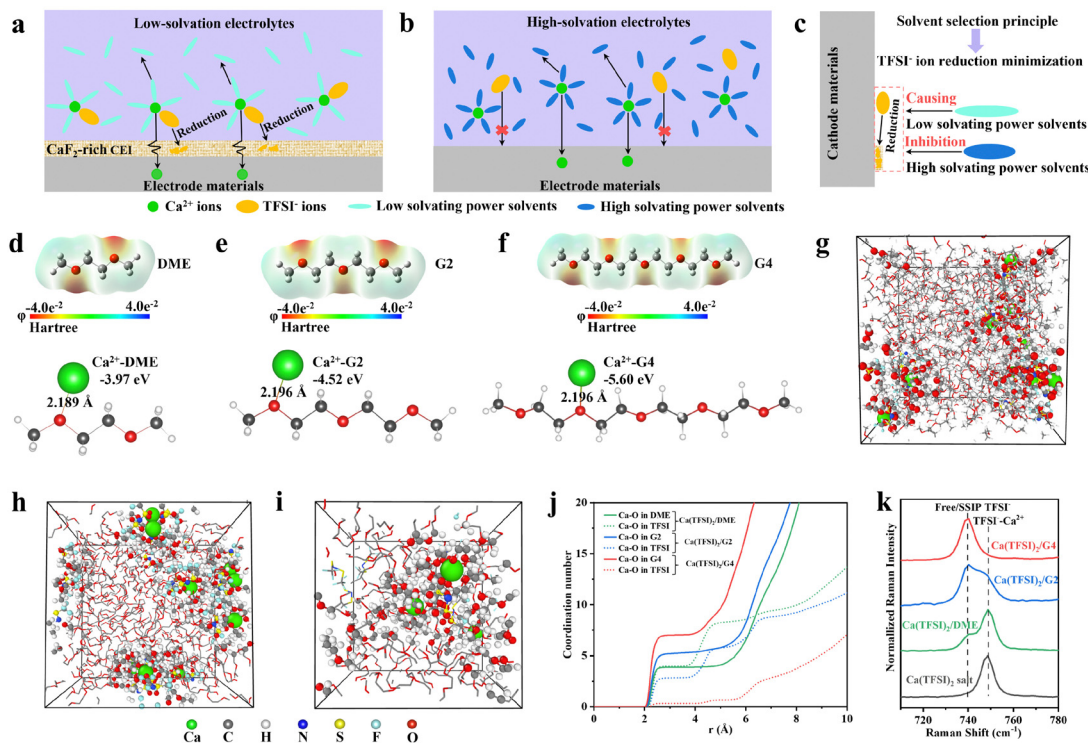 a
Low-solvation electrolytes
Reduction
Reduction
CaF2-rich CEI
Electrode materials
b
High-solvation electrolytes
Electrode materials
Ca2+ ions
TFSI- ions
Low solvating power solvents
High solvating power solvents
c
Cathode materials
Solvent selection principle
TFSI- ion reduction minimization
Reduction
Causing
Low solvating power solvents
Inhibition
High solvating power solvents
d
DME
-4.0e-2 4.0e-2
φ
Hartree
Ca2+-DME
-3.97 eV
2.189 Å
e
G2
-4.0e-2 4.0e-2
φ
Hartree
Ca2+-G2
-4.52 eV
2.196 Å
f
G4
-4.0e-2 4.0e-2
φ
Hartree
Ca2+-G4
-5.60 eV
2.196 Å
g
h
i
Ca C H N S F O
j
Coordination number
20
15
10
5
0
0 2 4 6 8 10
r (Å)
Ca-O in DME
Ca-O in TFSI
Ca(TFSI)2/DME
Ca-O in G2
Ca-O in TFSI
Ca(TFSI)2/G2
Ca-O in G4
Ca-O in TFSI
Ca(TFSI)2/G4
k
Normalized Raman Intensity
Free/SSIP TFSI-
TFSI--Ca2+
Ca(TFSI)2/G4
Ca(TFSI)2/G2
Ca(TFSI)2/DME
Ca(TFSI)2 salt
720 740 760 780
Raman Shift (cm-1)